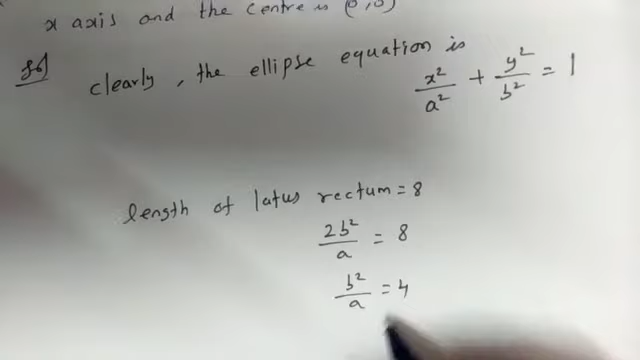 x axis and the centre is (0,0)
Sol
clearly, the ellipse equation is
x²/a² + y²/b² = 1
length of latus rectum = 8
2b²/a = 8
b²/a = 4